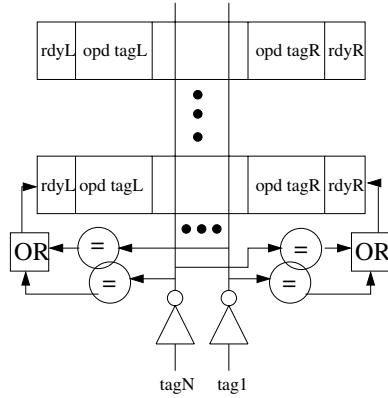 rdyL opd tagL opd tagR rdyR
rdyL opd tagL opd tagR rdyR
OR = = OR
= =
tagN tag1